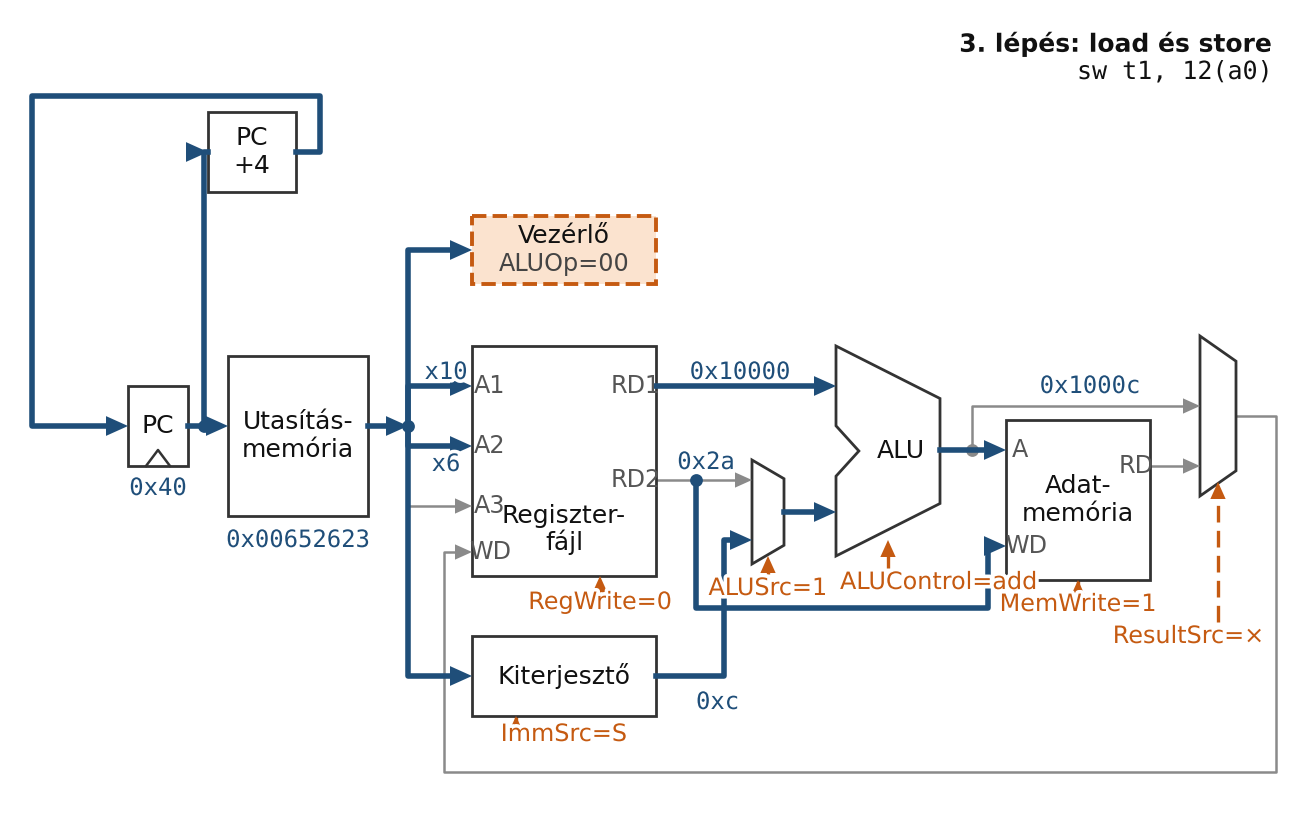 3. lépés: load és store
sw t1, 12(a0)
PC
+4
Vezérlő
ALUOp=00
x10
A1
RD1
0x10000
0x1000c
PC
Utasítás-
memória
A2
x6
0x2a
ALU
A
RD
RD2
Adat-
memória
0x40
A3
Regiszter-
fájl
0x00652623
WD
WD
ALUSrc=1
ALUControl=add
RegWrite=0
MemWrite=1
ResultSrc=×
Kiterjesztő
0xc
ImmSrc=S